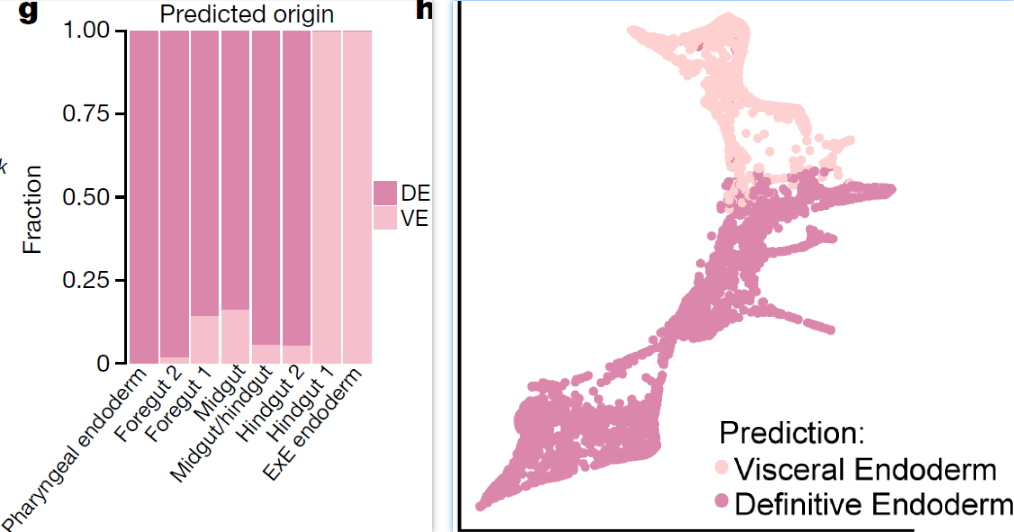 g
Predicted origin
h
1.00
0.75
0.50
0.25
0
Fraction
k
DE
VE
Pharyngeal endoderm
Foregut 2
Foregut 1
Midgut
Midgut/hindgut
Hindgut 2
Hindgut 1
ExE endoderm
Prediction:
Visceral Endoderm
Definitive Endoderm